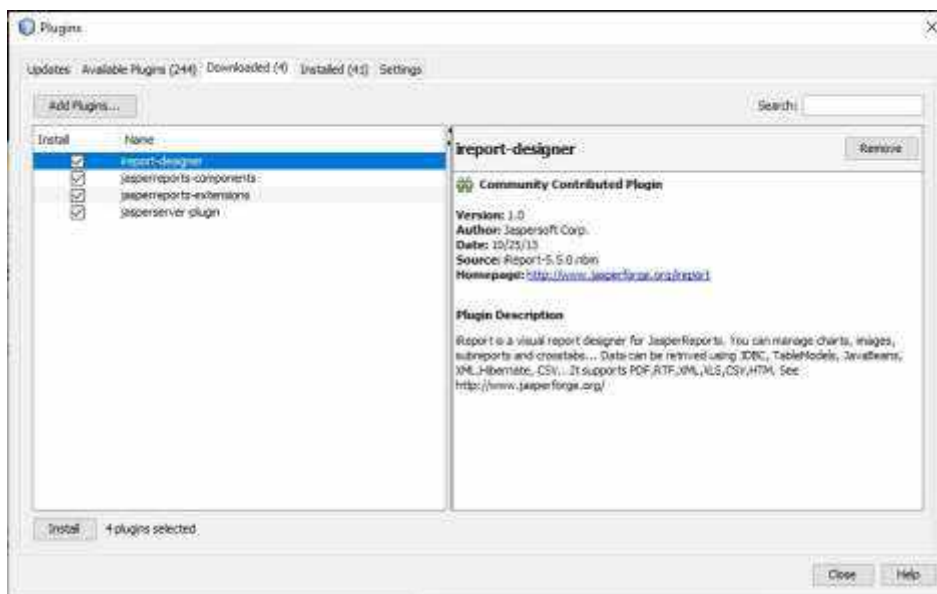 Plugins
Updates Available Plugins (244) Downloaded (4) Installed (41) Settings
Add Plugins... Search:
Install Name
ireport-designer
jasperreports-components
jasperreports-extensions
jasperserver-plugin
ireport-designer Remove
Community Contributed Plugin
Version: 1.0
Author: Jaspersoft Corp.
Date: 10/25/13
Source: iReport-5.5.0.nbm
Homepage: http://www.jasperforge.org/ireport
Plugin Description
iReport is a visual report designer for JasperReports. You can manage charts, images,
subreports and crosstabs... Data can be retrived using JDBC, TableModels, JavaBeans,
XML,Hibernate, CSV... It supports PDF,RTF,XML,XLS,CSV,HTM, See
http://www.jasperforge.org/
Install 4 plugins selected
Close Help